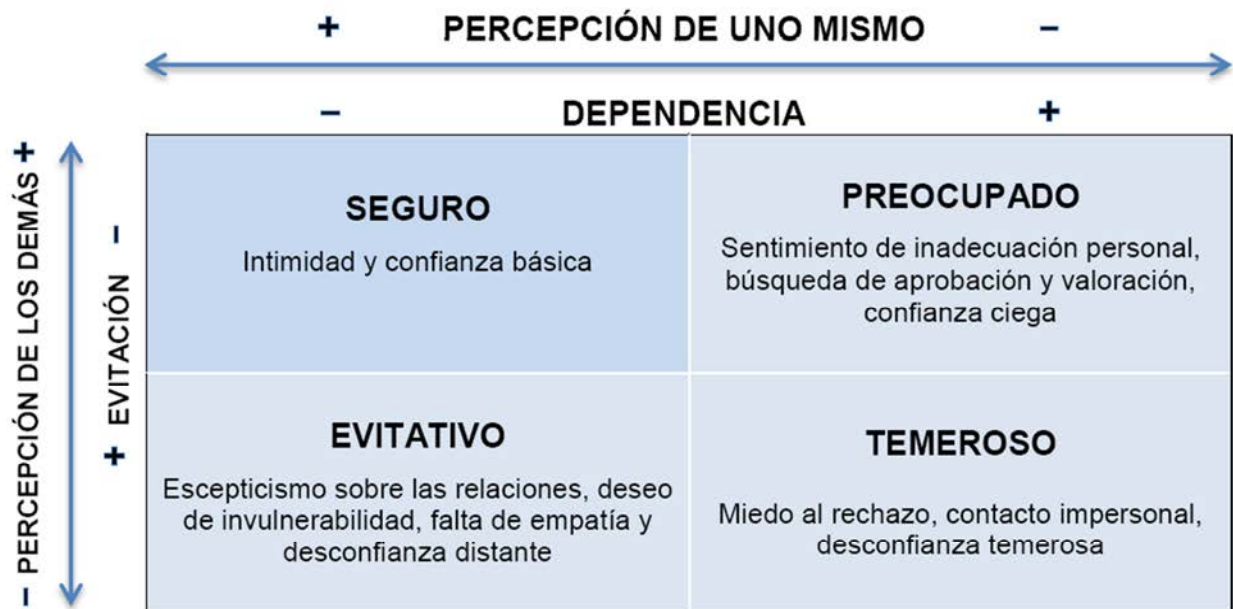 + PERCEPCIÓN DE UNO MISMO –
– DEPENDENCIA +
– PERCEPCIÓN DE LOS DEMÁS +
+ EVITACIÓN –
SEGURO
Intimidad y confianza básica
PREOCUPADO
Sentimiento de inadecuación personal,
búsqueda de aprobación y valoración,
confianza ciega
EVITATIVO
Escepticismo sobre las relaciones, deseo
de invulnerabilidad, falta de empatía y
desconfianza distante
TEMEROSO
Miedo al rechazo, contacto impersonal,
desconfianza temerosa